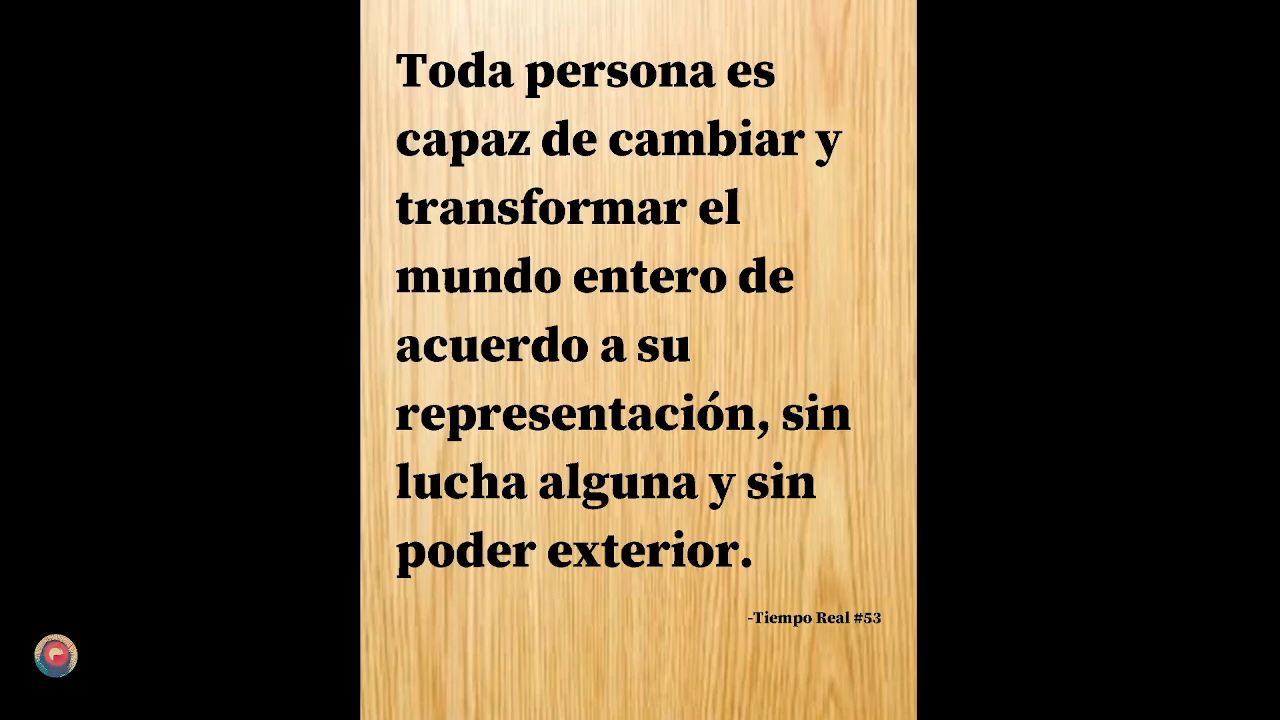 Toda persona es
capaz de cambiar y
transformar el
mundo entero de
acuerdo a su
representación, sin
lucha alguna y sin
poder exterior.
-Tiempo Real #53